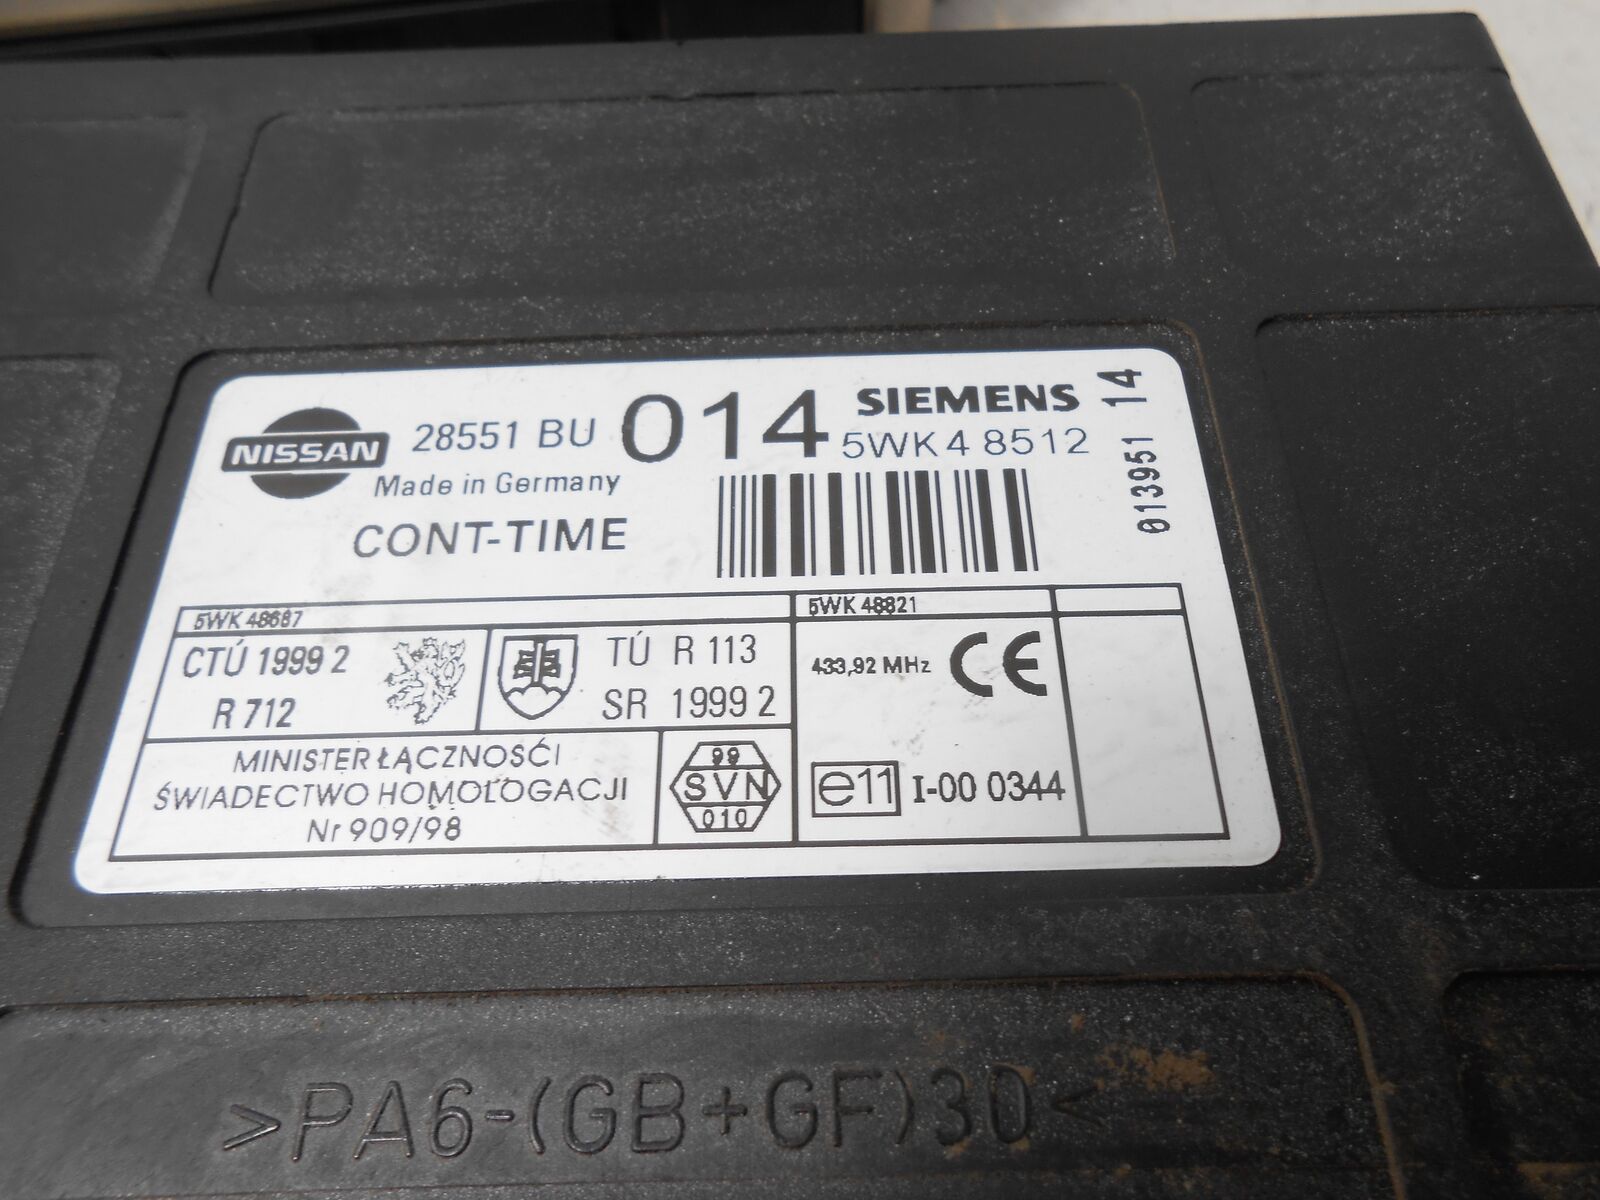 NISSAN 28551 BU 014 SIEMENS
5WK4 8512
013951 14
Made in Germany
CONT-TIME
5WK 48687
5WK 48821
CTÚ 1999 2
R 712
TÚ R 113
SR 1999 2
433,92 MHz CE
MINISTER ŁĄCZNOŚĆI
ŚWIADECTWO HOMOLOGACJI
Nr 909/98
99
SVN
010
e11 I-00 0344
>PA6-(GB+GF)30<